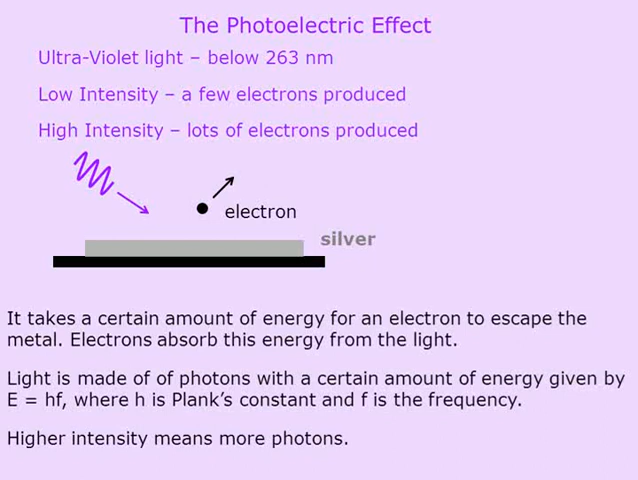 The Photoelectric Effect
Ultra-Violet light – below 263 nm
Low Intensity – a few electrons produced
High Intensity – lots of electrons produced
electron
silver
It takes a certain amount of energy for an electron to escape the
metal. Electrons absorb this energy from the light.
Light is made of of photons with a certain amount of energy given by
E = hf, where h is Plank’s constant and f is the frequency.
Higher intensity means more photons.